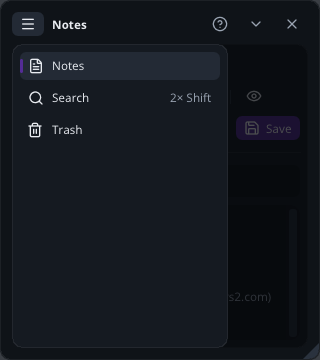 Notes
Notes
Search 2× Shift
Trash
Save
s2.com)